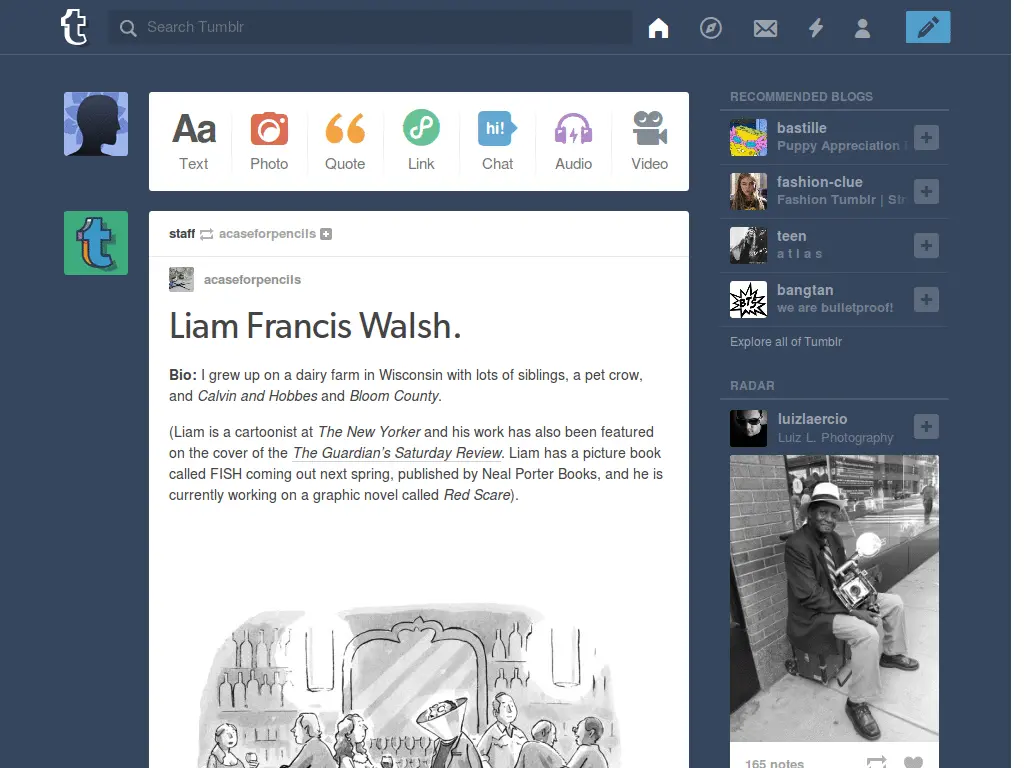 t
Search Tumblr
Aa
Text
Photo
Quote
Link
hi!
Chat
Audio
Video
staff acaseforpencils
acaseforpencils
Liam Francis Walsh.
Bio: I grew up on a dairy farm in Wisconsin with lots of siblings, a pet crow,
and Calvin and Hobbes and Bloom County.
(Liam is a cartoonist at The New Yorker and his work has also been featured
on the cover of the The Guardian's Saturday Review. Liam has a picture book
called FISH coming out next spring, published by Neal Porter Books, and he is
currently working on a graphic novel called Red Scare).
RECOMMENDED BLOGS
bastille
Puppy Appreciation
fashion-clue
Fashion Tumblr | Str
teen
a t l a s
BTS
bangtan
we are bulletproof!
Explore all of Tumblr
RADAR
luizlaercio
Luiz L. Photography
165 notes